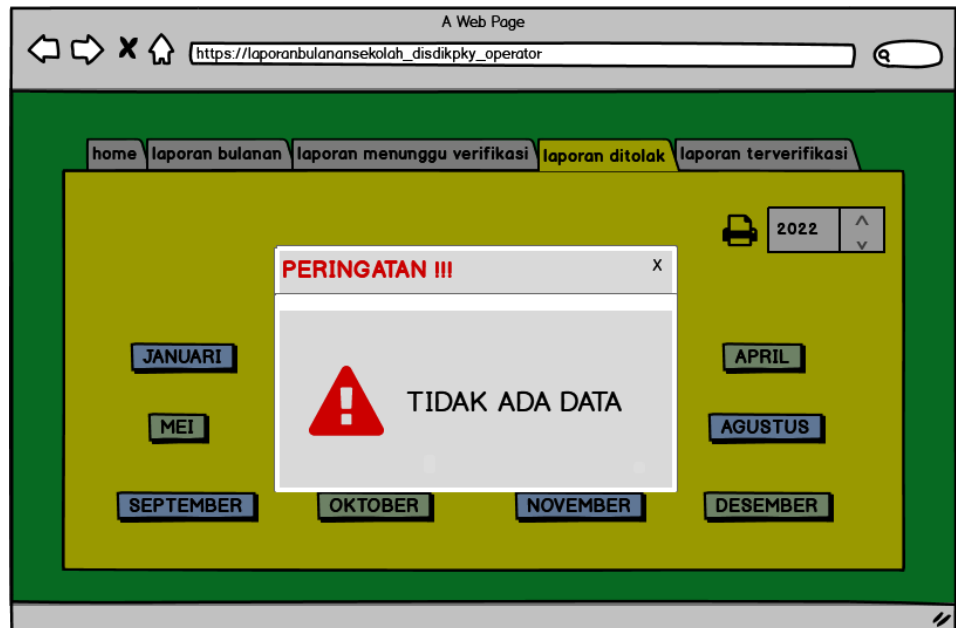 A Web Page
https://laporanbulanansekolah_disdikpky_operator
home laporan bulanan laporan menunggu verifikasi laporan ditolak laporan terverifikasi
2022
PERINGATAN !!! X
TIDAK ADA DATA
JANUARI APRIL
MEI AGUSTUS
SEPTEMBER OKTOBER NOVEMBER DESEMBER